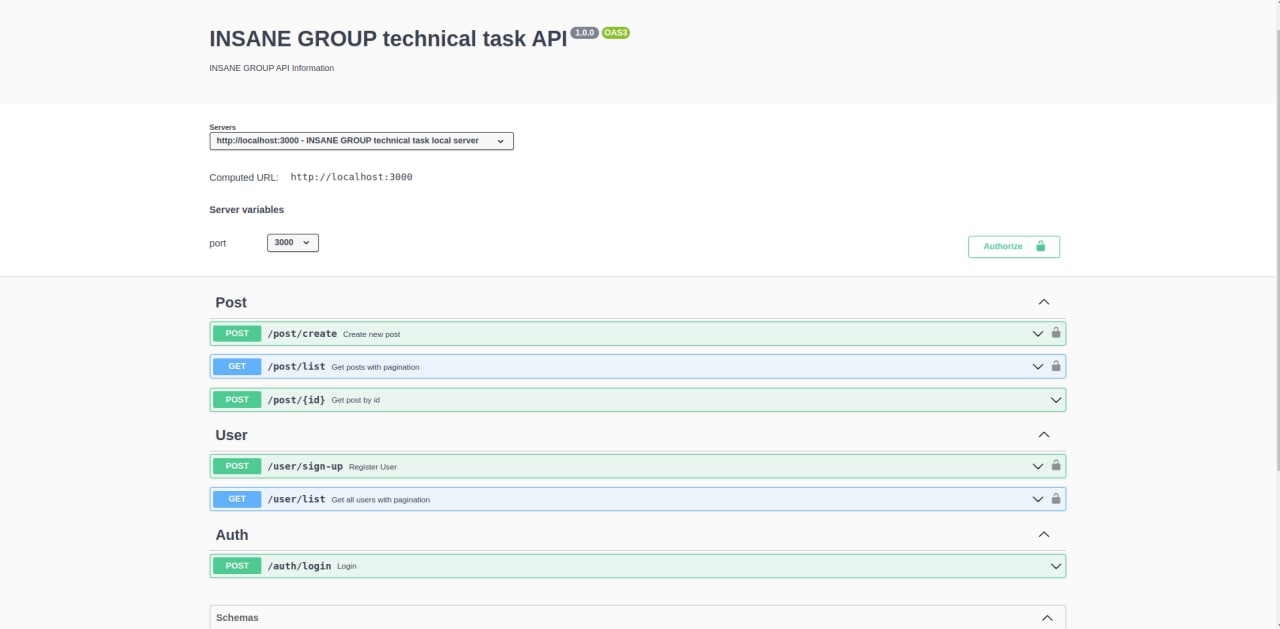 INSANE GROUP technical task API 1.0.0 OAS3
INSANE GROUP API Information
Servers
http://localhost:3000 - INSANE GROUP technical task local server
Computed URL: http://localhost:3000
Server variables
port 3000
Authorize
Post
POST /post/create Create new post
GET /post/list Get posts with pagination
POST /post/{id} Get post by id
User
POST /user/sign-up Register User
GET /user/list Get all users with pagination
Auth
POST /auth/login Login
Schemas